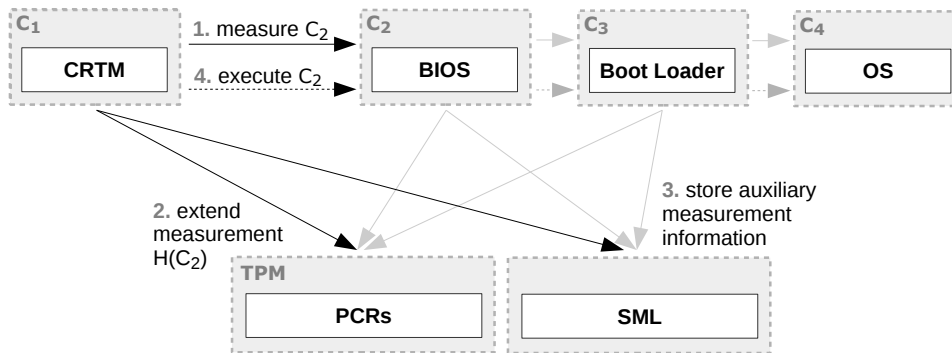 C₁
CRTM
1. measure C₂
4. execute C₂
C₂
BIOS
C₃
Boot Loader
C₄
OS
2. extend
measurement
H(C₂)
3. store auxiliary
measurement
information
TPM
PCRs
SML